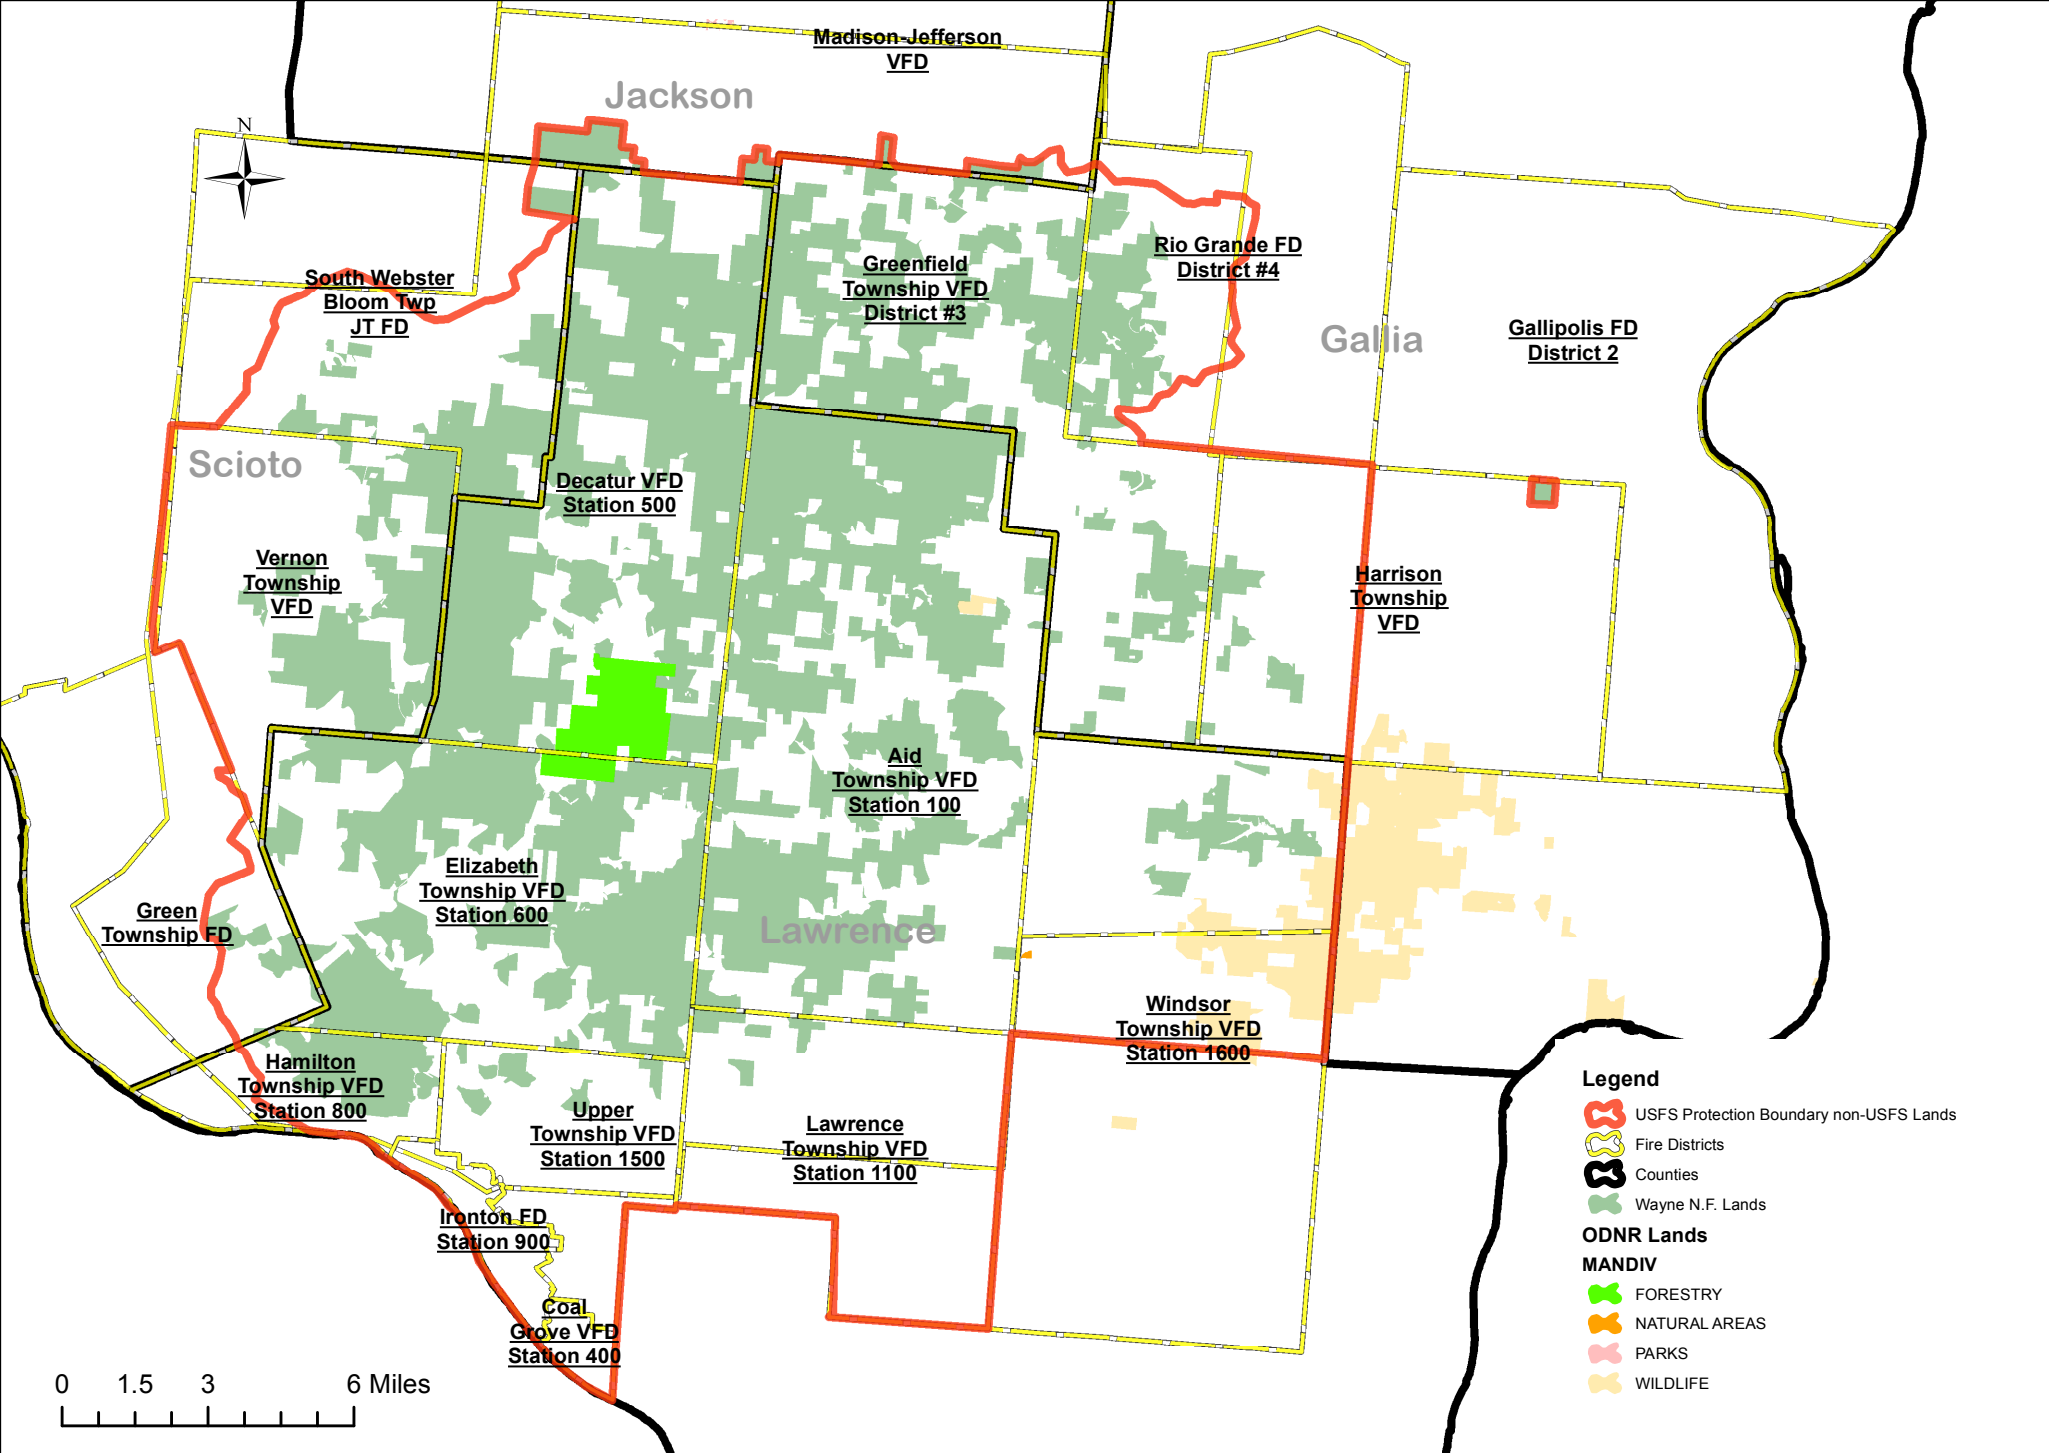 Madison-Jefferson
VFD
Jackson
N
South Webster
Bloom Twp
JT FD
Greenfield
Township VFD
District #3
Rio Grande FD
District #4
Gallia
Gallipolis FD
District 2
Scioto
Decatur VFD
Station 500
Vernon
Township
VFD
Harrison
Township
VFD
Aid
Township VFD
Station 100
Elizabeth
Township VFD
Station 600
Green
Township FD
Lawrence
Windsor
Township VFD
Station 1600
Hamilton
Township VFD
Station 800
Upper
Township VFD
Station 1500
Lawrence
Township VFD
Station 1100
Ironton FD
Station 900
Coal
Grove VFD
Station 400
0 1.5 3 6 Miles
Legend
USFS Protection Boundary non-USFS Lands
Fire Districts
Counties
Wayne N.F. Lands
ODNR Lands
MANDIV
FORESTRY
NATURAL AREAS
PARKS
WILDLIFE